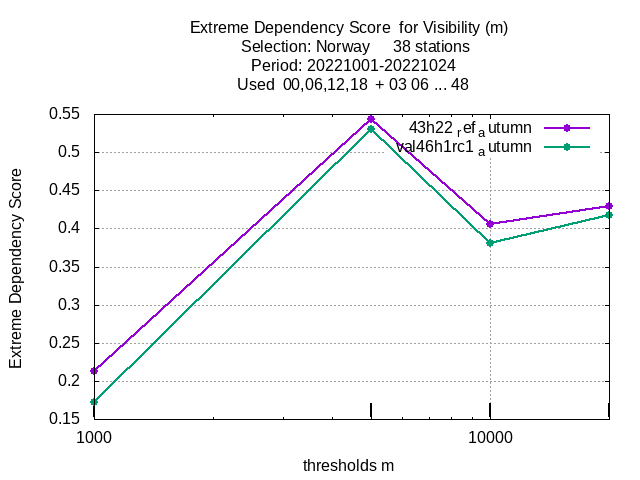 Extreme Dependency Score for Visibility (m)
Selection: Norway 38 stations
Period: 20221001-20221024
Used 00,06,12,18 + 03 06 ... 48
0.55
0.5
0.45
0.4
0.35
0.3
0.25
0.2
0.15
Extreme Dependency Score
43h22 ref a utumn
val46h1rc1 a utumn
1000
10000
thresholds m